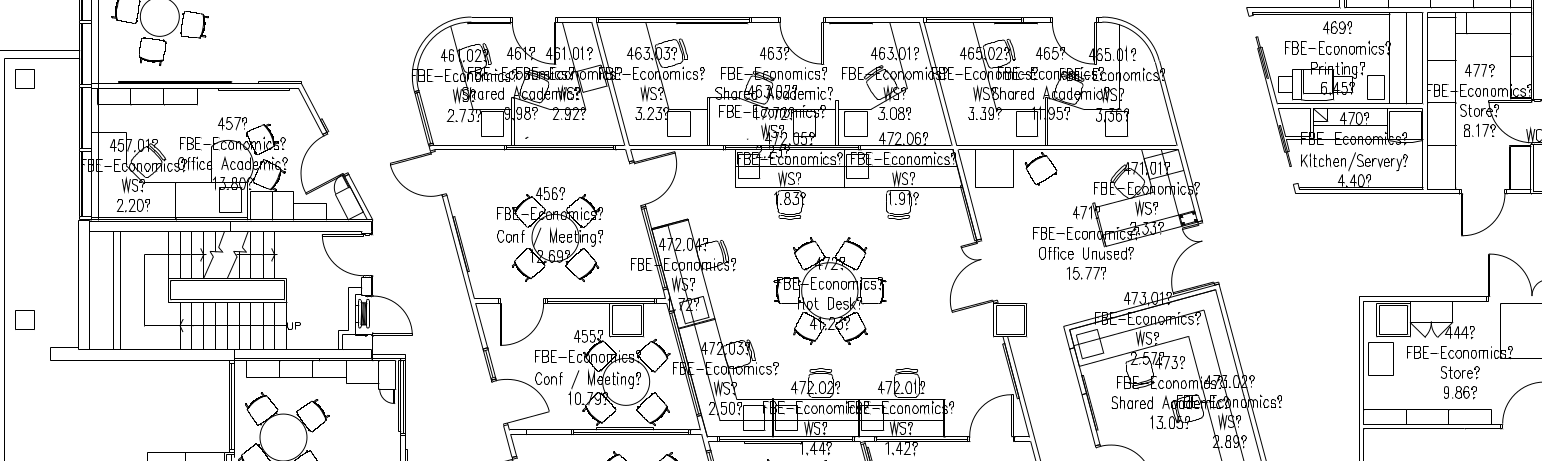 461.02?
FBE-Economics?
WS?
2.73?
461?
FBE-Economics?
Shared Academic?
9.98?
461.01?
FBE-Economics?
WS?
2.92?
463.03?
FBE-Economics?
WS?
3.23?
463?
FBE-Economics?
Shared Academic?
17.72?
463.02?
FBE-Economics?
WS?
463.01?
FBE-Economics?
WS?
3.08?
465.02?
FBE-Economics?
WS?
3.39?
465?
FBE-Economics?
Shared Academic?
11.95?
465.01?
FBE-Economics?
WS?
3.36?
469?
FBE-Economics?
Printing?
6.45?
477?
FBE-Economics?
Store?
8.17?
470?
FBE-Economics?
Kitchen/Servery?
4.40?
WC
457.01?
FBE-Economics?
WS?
2.20?
457?
FBE-Economics?
Office Academic?
13.80?
472.05?
FBE-Economics?
WS?
1.83?
472.06?
FBE-Economics?
WS?
1.91?
456?
FBE-Economics?
Conf / Meeting?
12.69?
471.01?
FBE-Economics?
WS?
471?
FBE-Economics?
Office Unused?
15.77?
472.04?
FBE-Economics?
WS?
1.72?
472?
FBE-Economics?
Hot Desk?
41.23?
UP
473.01?
FBE-Economics?
WS?
2.57?
455?
FBE-Economics?
Conf / Meeting?
10.79?
472.03?
FBE-Economics?
WS?
2.50?
444?
FBE-Economics?
Store?
9.86?
473?
FBE-Economics?
Shared Academic?
13.05?
473.02?
FBE-Economics?
WS?
2.89?
472.02?
FBE-Economics?
WS?
1.44?
472.01?
FBE-Economics?
WS?
1.42?